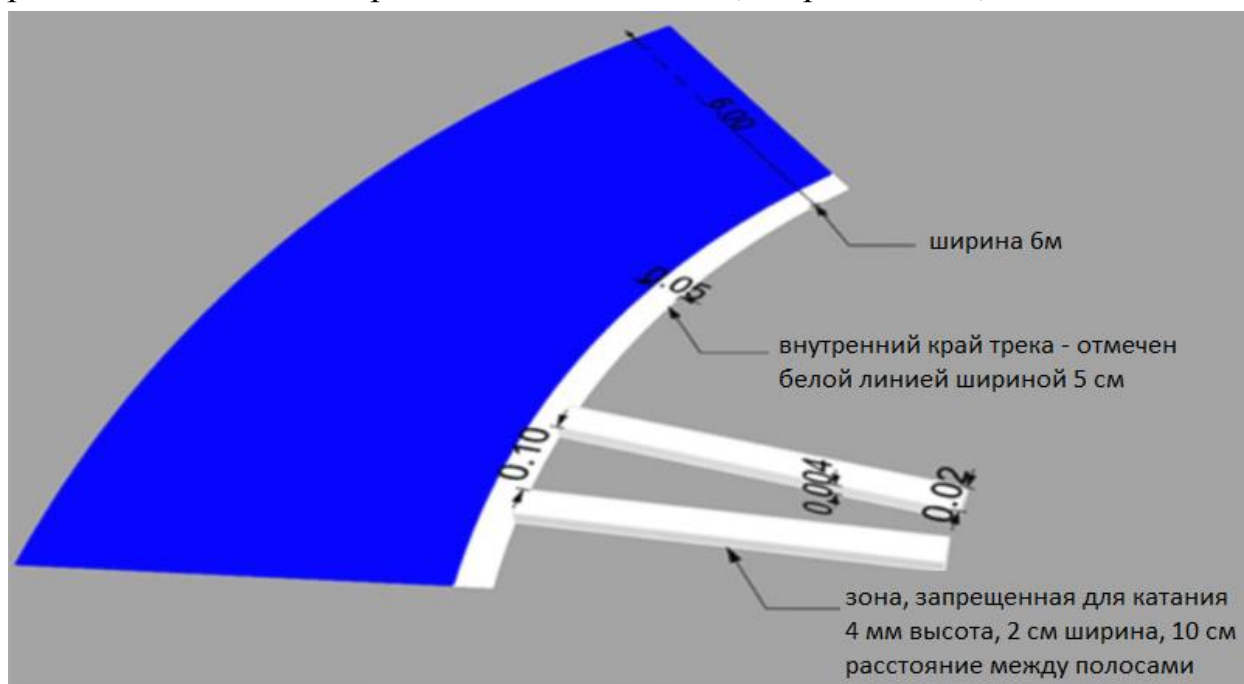 6.00
ширина 6м
0.05
внутренний край трека - отмечен
белой линией шириной 5 см
0.10
0.004
0.02
зона, запрещенная для катания
4 мм высота, 2 см ширина, 10 см
расстояние между полосами